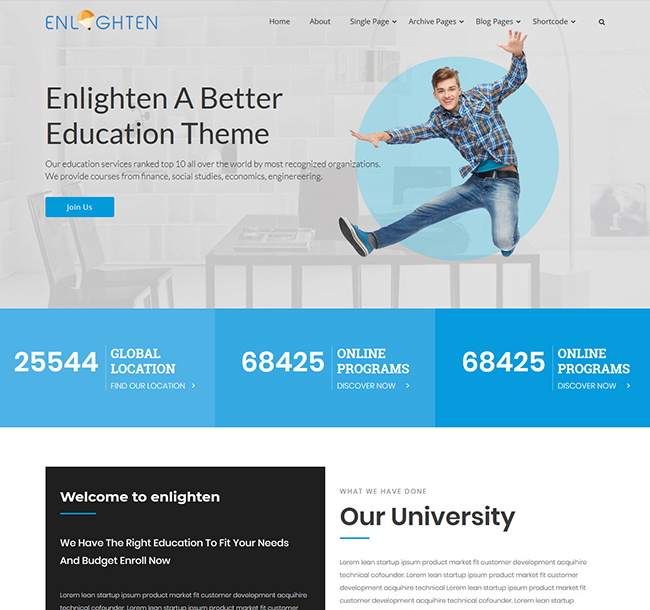 ENLIGHTEN
Home About Single Page Archive Pages Blog Pages Shortcode
Enlighten A Better
Education Theme
Our education services ranked top 10 all over the world by most recognized organizations.
We provide courses from finance, social studies, economics, engineering.
Join Us
25544
GLOBAL
LOCATION
FIND OUR LOCATION
68425
ONLINE
PROGRAMS
DISCOVER NOW
68425
ONLINE
PROGRAMS
DISCOVER NOW
Welcome to enlighten
We Have The Right Education To Fit Your Needs
And Budget Enroll Now
Lorem lean startup ipsum product market fit customer
development acquihire technical cofounder. Lorem lean
WHAT WE HAVE DONE
Our University
Lorem lean startup ipsum product market fit customer development acquihire
technical cofounder. Lorem lean startup ipsum product market fit customer
development acquihire technical cofounder. Lorem lean startup ipsum product
market fit customer development acquihire technical cofounder.
Lorem lean startup ipsum product market fit customer development acquihire